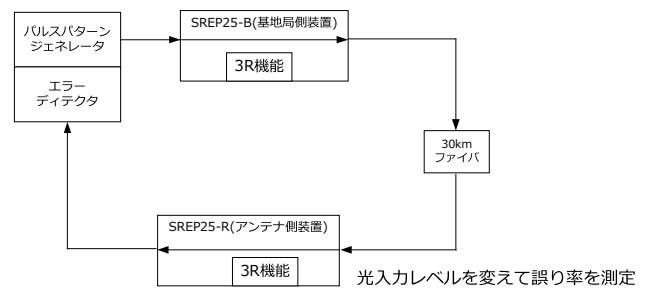 パルスパターン
ジェネレータ
エラー
ディテクタ
SREP25-B(基地局側装置)
3R機能
30km
ファイバ
SREP25-R(アンテナ側装置)
3R機能
光入力レベルを変えて誤り率を測定